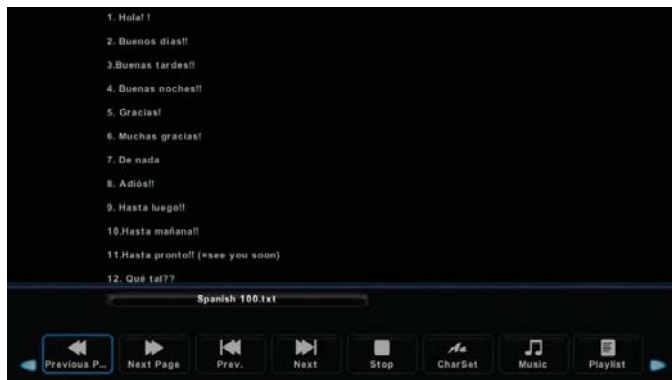 1. Hola! !
2. Buenos días!!
3.Buenas tardes!!
4. Buenas noches!!
5. Gracias!
6. Muchas gracias!
7. De nada
8. Adiós!!
9. Hasta luego!!
10.Hasta mañana!!
11.Hasta pronto!! (=see you soon)
12. Qué tal??
Spanish 100.txt
Previous P... Next Page Prev. Next Stop CharSet Music Playlist